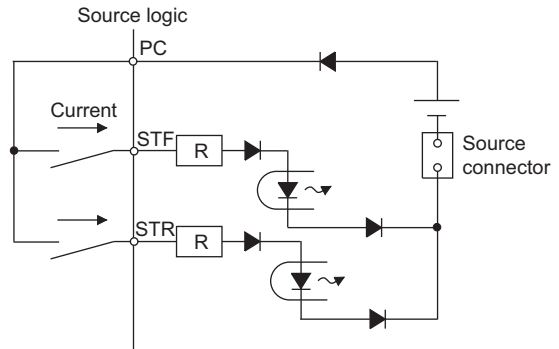 Source logic
PC
Current
STF
R
Source
connector
STR
R